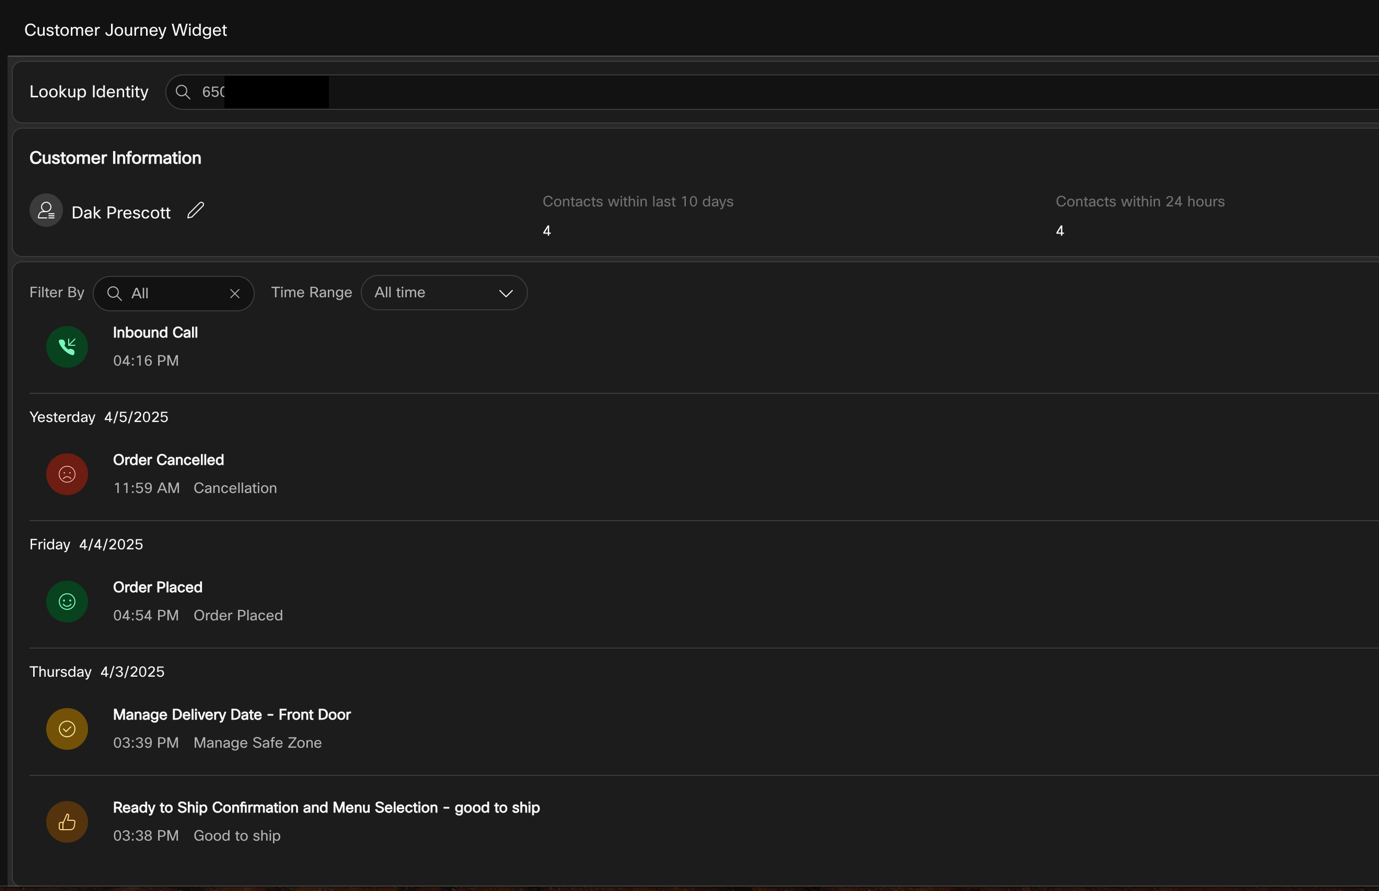 Customer Journey Widget
Lookup Identity 650
Customer Information
Dak Prescott
Contacts within last 10 days
4
Contacts within 24 hours
4
Filter By All Time Range All time
Inbound Call
04:16 PM
Yesterday 4/5/2025
Order Cancelled
11:59 AM Cancellation
Friday 4/4/2025
Order Placed
04:54 PM Order Placed
Thursday 4/3/2025
Manage Delivery Date - Front Door
03:39 PM Manage Safe Zone
Ready to Ship Confirmation and Menu Selection - good to ship
03:38 PM Good to ship